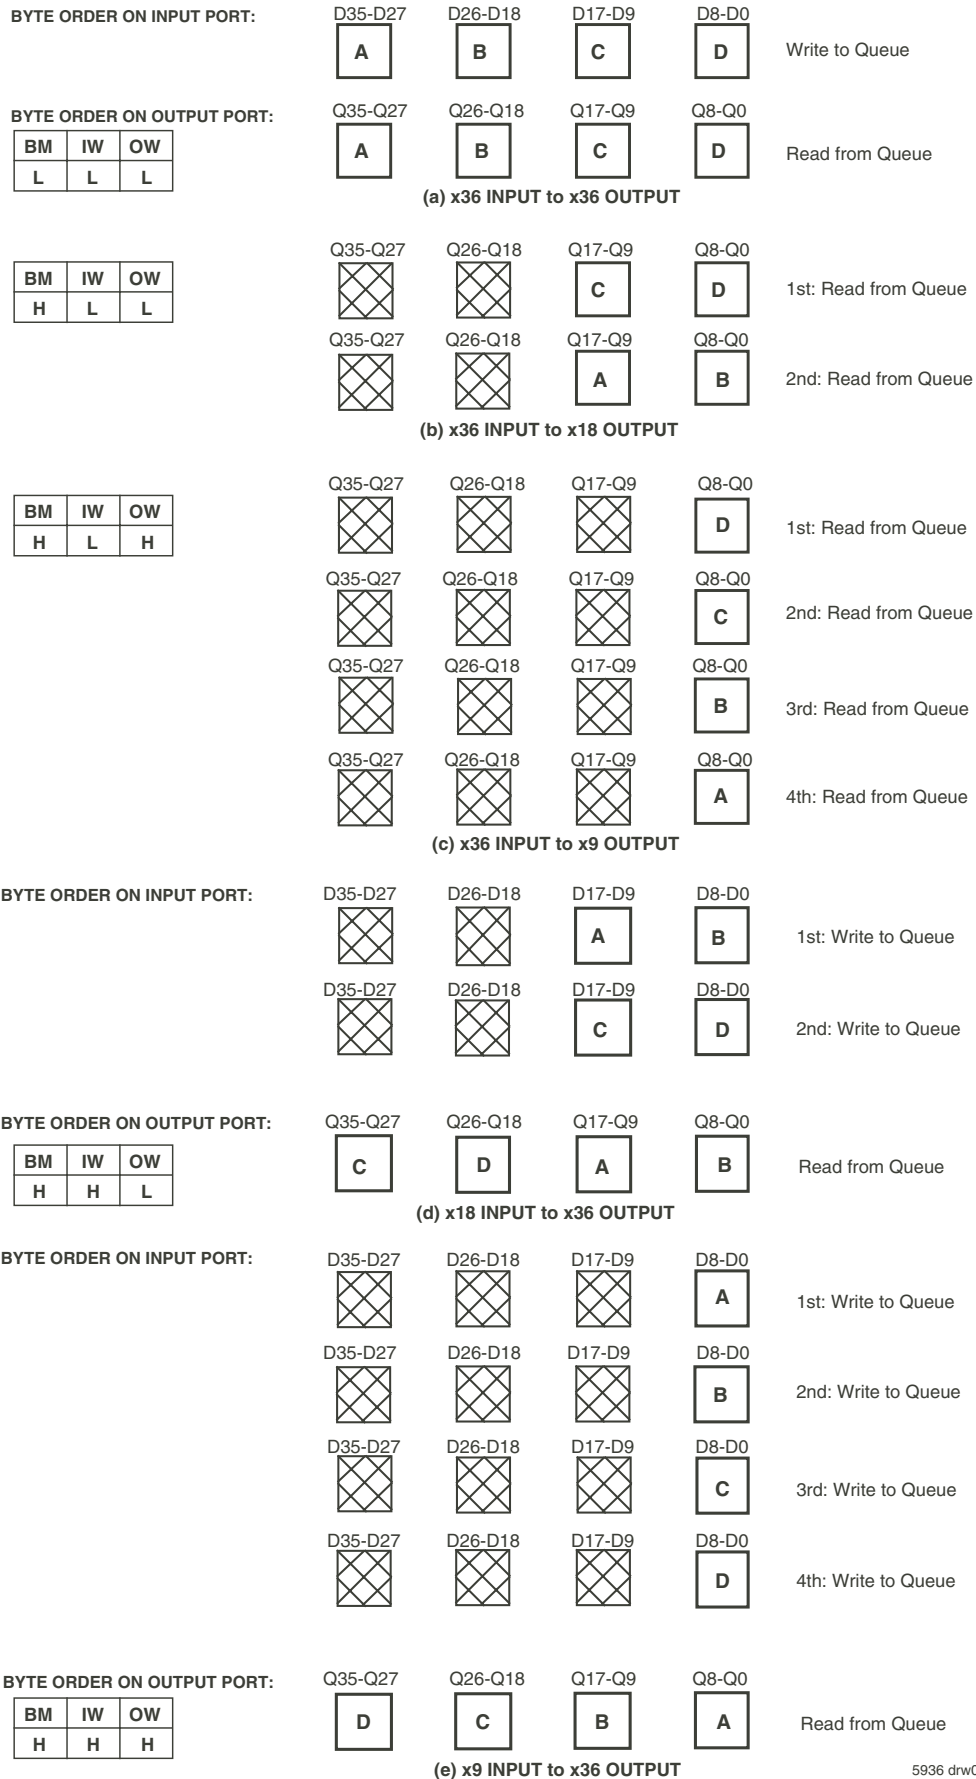 BYTE ORDER ON INPUT PORT: D35-D27 D26-D18 D17-D9 D8-D0
A B C D Write to Queue
BYTE ORDER ON OUTPUT PORT: Q35-Q27 Q26-Q18 Q17-Q9 Q8-Q0
BM IW OW
A B C D Read from Queue
L L L
(a) x36 INPUT to x36 OUTPUT
Q35-Q27 Q26-Q18 Q17-Q9 Q8-Q0
BM IW OW
C D 1st: Read from Queue
H L L
Q35-Q27 Q26-Q18 Q17-Q9 Q8-Q0
A B 2nd: Read from Queue
(b) x36 INPUT to x18 OUTPUT
Q35-Q27 Q26-Q18 Q17-Q9 Q8-Q0
BM IW OW
D 1st: Read from Queue
H L H
Q35-Q27 Q26-Q18 Q17-Q9 Q8-Q0
C 2nd: Read from Queue
Q35-Q27 Q26-Q18 Q17-Q9 Q8-Q0
B 3rd: Read from Queue
Q35-Q27 Q26-Q18 Q17-Q9 Q8-Q0
A 4th: Read from Queue
(c) x36 INPUT to x9 OUTPUT
BYTE ORDER ON INPUT PORT: D35-D27 D26-D18 D17-D9 D8-D0
A B 1st: Write to Queue
D35-D27 D26-D18 D17-D9 D8-D0
C D 2nd: Write to Queue
BYTE ORDER ON OUTPUT PORT: Q35-Q27 Q26-Q18 Q17-Q9 Q8-Q0
BM IW OW
C D A B Read from Queue
H H L
(d) x18 INPUT to x36 OUTPUT
BYTE ORDER ON INPUT PORT: D35-D27 D26-D18 D17-D9 D8-D0
A 1st: Write to Queue
D35-D27 D26-D18 D17-D9 D8-D0
B 2nd: Write to Queue
D35-D27 D26-D18 D17-D9 D8-D0
C 3rd: Write to Queue
D35-D27 D26-D18 D17-D9 D8-D0
D 4th: Write to Queue
BYTE ORDER ON OUTPUT PORT: Q35-Q27 Q26-Q18 Q17-Q9 Q8-Q0
BM IW OW
D C B A Read from Queue
H H H
(e) x9 INPUT to x36 OUTPUT
5936